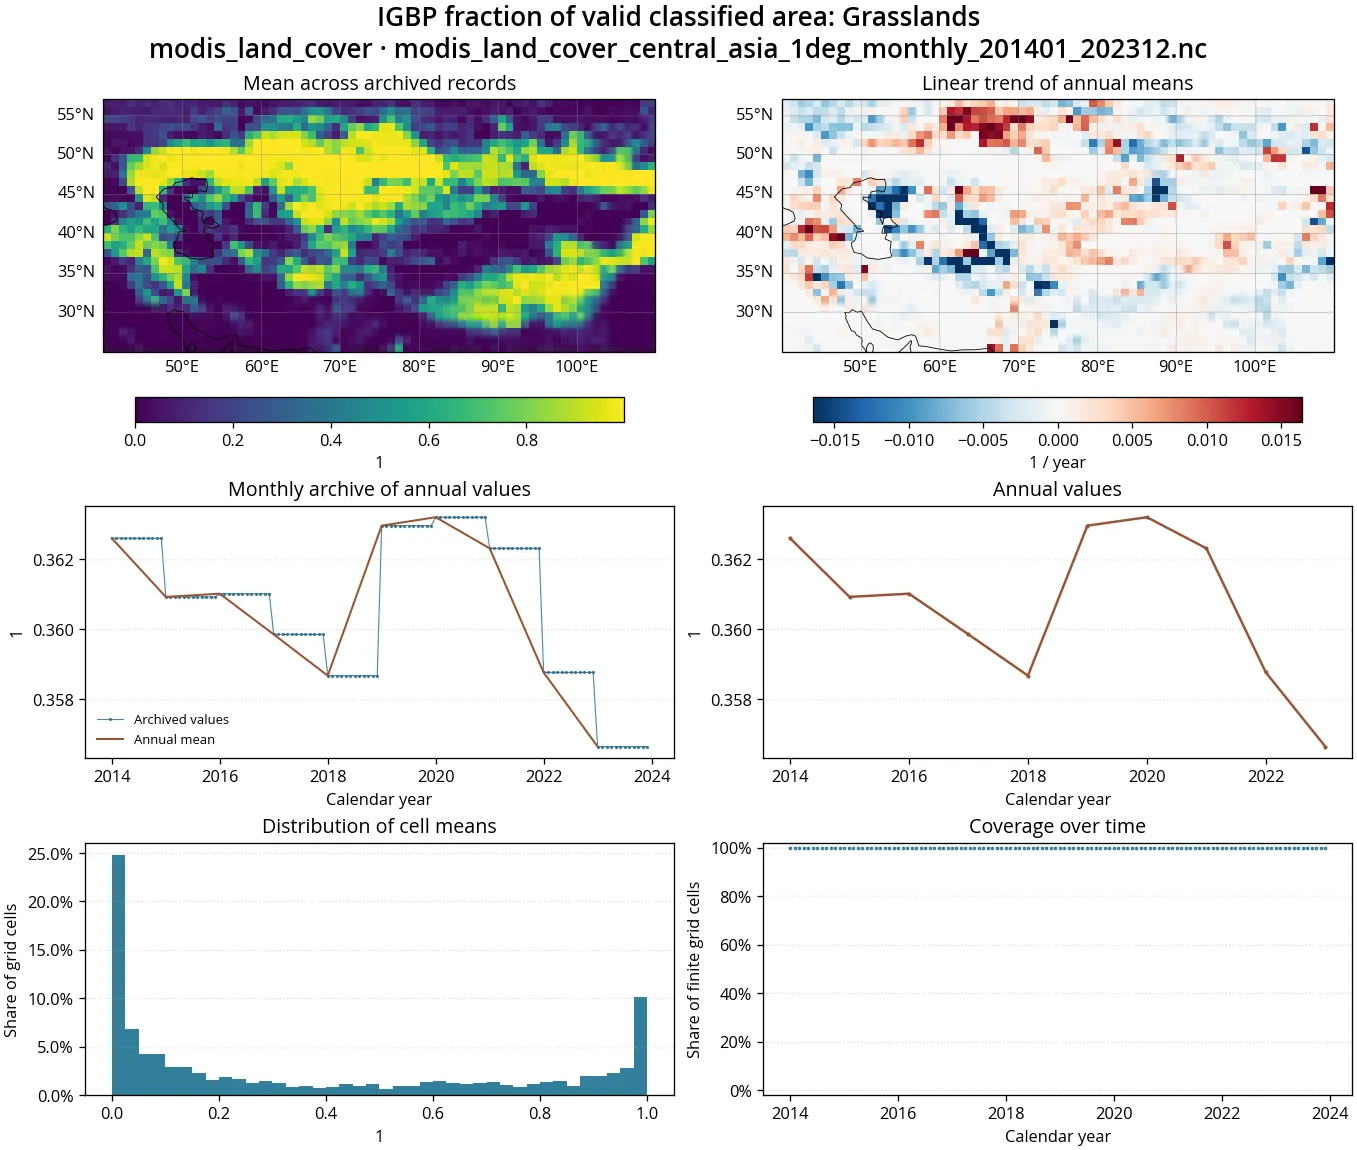 IGBP fraction of valid classified area: Grasslands
modis_land_cover · modis_land_cover_central_asia_1deg_monthly_201401_202312.nc
Mean across archived records
55°N
50°N
45°N
40°N
35°N
30°N
50°E 60°E 70°E 80°E 90°E 100°E
0.0 0.2 0.4 0.6 0.8
1
Linear trend of annual means
55°N
50°N
45°N
40°N
35°N
30°N
50°E 60°E 70°E 80°E 90°E 100°E
−0.015 −0.010 −0.005 0.000 0.005 0.010 0.015
1 / year
Monthly archive of annual values
1
0.362
0.360
0.358
Archived values
Annual mean
2014 2016 2018 2020 2022 2024
Calendar year
Annual values
1
0.362
0.360
0.358
2014 2016 2018 2020 2022
Calendar year
Distribution of cell means
Share of grid cells
25.0%
20.0%
15.0%
10.0%
5.0%
0.0%
0.0 0.2 0.4 0.6 0.8 1.0
1
Coverage over time
Share of finite grid cells
100%
80%
60%
40%
20%
0%
2014 2016 2018 2020 2022 2024
Calendar year